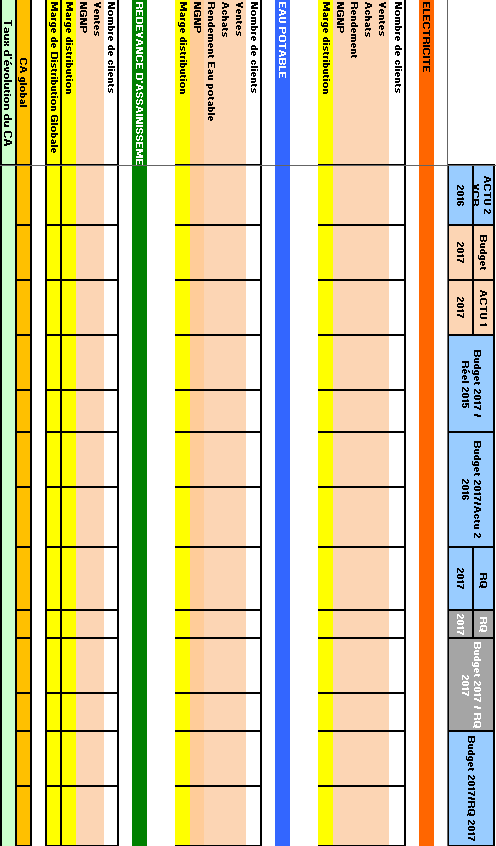 ACTU 2
VCR
2016
Budget
2017
ACTU 1
2017
Budget 2017 /
Réel 2015
Budget 2017/Actu 2
2016
RQ
2017
RQ
2017
Budget 2017 / RQ
2017
Budget 2017/RQ 2017
ELECTRICITE
Nombre de clients
Ventes
Achats
Rendement
NGNP
Marge distribution
EAU POTABLE
Nombre de clients
Ventes
Achats
Rendement Eau potable
NGNP
Marge distribution
REDEVANCE D'ASSAINISSEME
Nombre de clients
Ventes
NGNP
Marge distribution
Marge de Distribution Globale
CA global
Taux d'évolution du CA